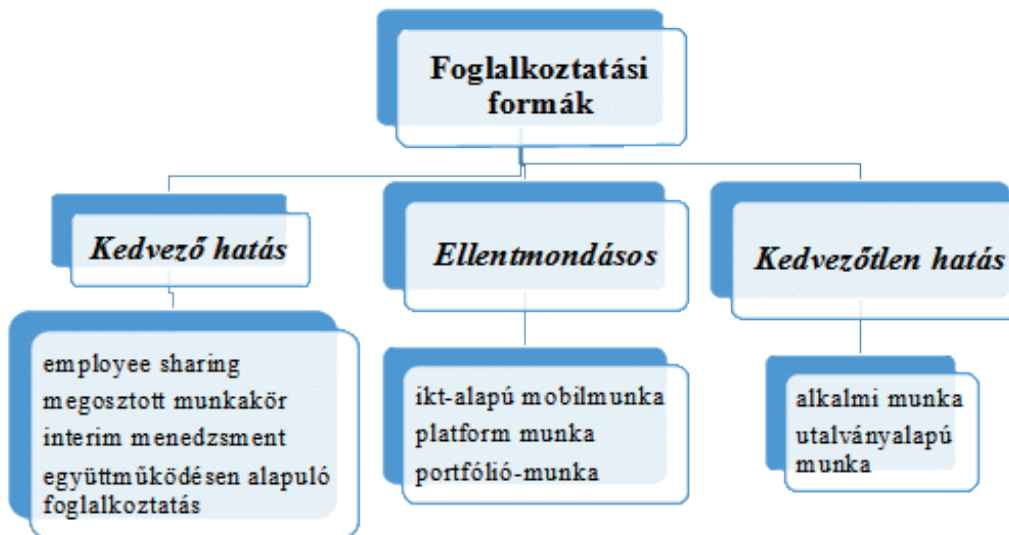 Foglalkoztatási
formák
Kedvező hatás
Ellentmondásos
Kedvezőtlen hatás
employee sharing
megosztott munkakör
interim menedzsment
együttműködésen alapuló
foglalkoztatás
ikt-alapú mobilmunka
platform munka
portfólió-munka
alkalmi munka
utalványalapú
munka